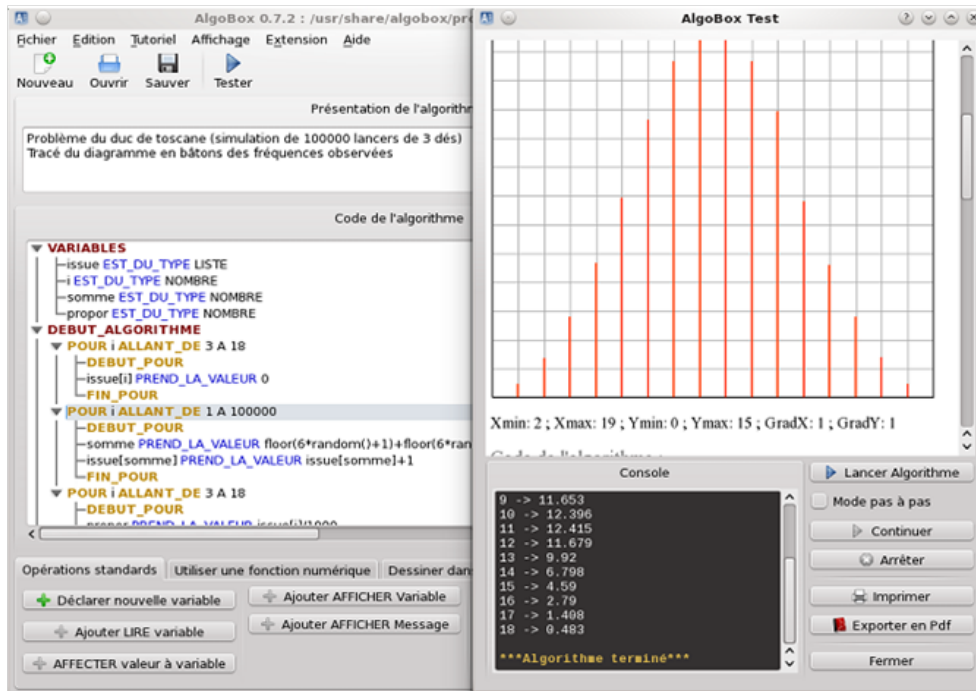 AlgoBox 0.7.2 : /usr/share/algobox/pr
Fichier Edition Tutoriel Affichage Extension Aide
Nouveau Ouvrir Sauver Tester
Présentation de l'algorith
Problème du duc de toscane (simulation de 100000 lancers de 3 dés)
Tracé du diagramme en bâtons des fréquences observées
Code de l'algorithme
VARIABLES
issue EST_DU_TYPE LISTE
i EST_DU_TYPE NOMBRE
somme EST_DU_TYPE NOMBRE
propor EST_DU_TYPE NOMBRE
DEBUT_ALGORITHME
POUR i ALLANT_DE 3 A 18
DEBUT_POUR
issue[i] PREND_LA_VALEUR 0
FIN_POUR
POUR i ALLANT_DE 1 A 100000
DEBUT_POUR
somme PREND_LA_VALEUR floor(6*random()+1)+floor(6*ran
issue[somme] PREND_LA_VALEUR issue[somme]+1
FIN_POUR
POUR i ALLANT_DE 3 A 18
DEBUT_POUR
propor PREND_LA_VALEUR issue[i]/1000
Opérations standards Utiliser une fonction numérique Dessiner dan
Déclarer nouvelle variable
Ajouter AFFICHER Variable
Ajouter LIRE variable
Ajouter AFFICHER Message
AFFECTER valeur à variable
AlgoBox Test
Xmin: 2 ; Xmax: 19 ; Ymin: 0 ; Ymax: 15 ; GradX: 1 ; GradY: 1
Code de l'algorithme :
Console
9 -> 11.653
10 -> 12.396
11 -> 12.415
12 -> 11.679
13 -> 9.92
14 -> 6.798
15 -> 4.59
16 -> 2.79
17 -> 1.408
18 -> 0.483
***Algorithme terminé***
Lancer Algorithme
Mode pas à pas
Continuer
Arrêter
Imprimer
Exporter en Pdf
Fermer